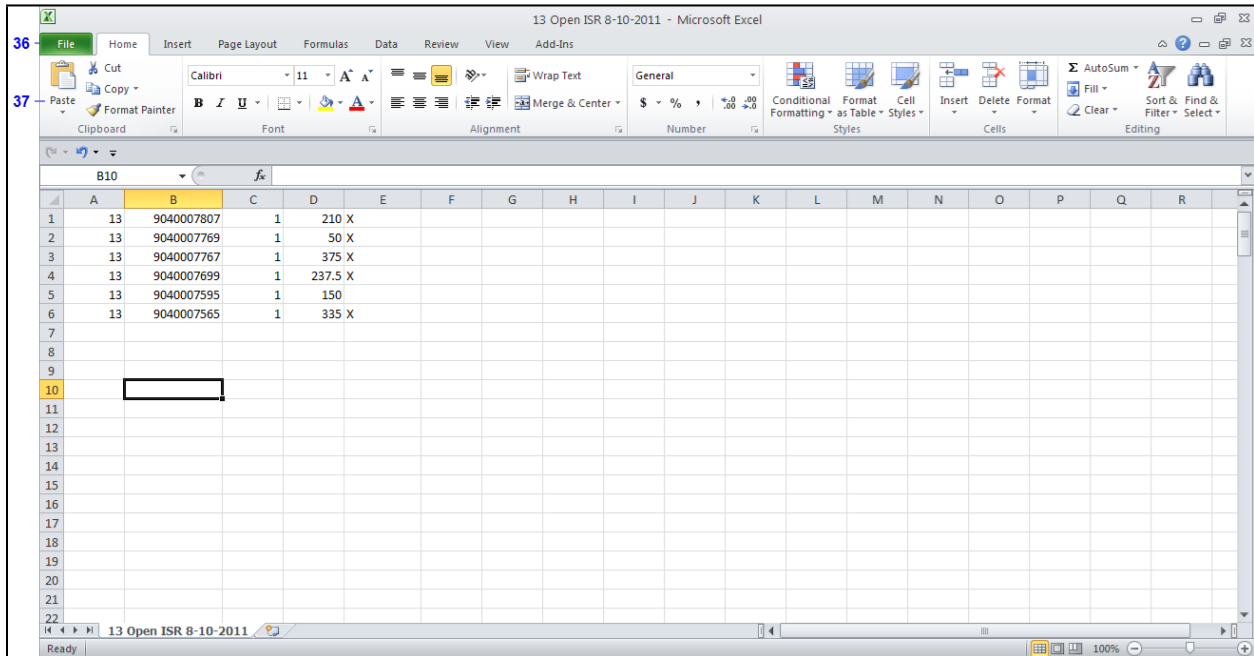 13 Open ISR 8-10-2011 - Microsoft Excel
36
File Home Insert Page Layout Formulas Data Review View Add-Ins
Cut
Copy
Format Painter
37
Paste
Clipboard
Calibri 11 A A
B I U A
Font
Wrap Text
Merge & Center
Alignment
General
$ % , .0 .00 .00 .0
Number
Conditional Formatting
Format as Table
Cell Styles
Styles
Insert Delete Format
Cells
Σ AutoSum
Fill
Clear
Sort & Filter
Find & Select
Editing
B10 fx
A B C D E F G H I J K L M N O P Q R
1 13 9040007807 1 210 X
2 13 9040007769 1 50 X
3 13 9040007767 1 375 X
4 13 9040007699 1 237.5 X
5 13 9040007595 1 150
6 13 9040007565 1 335 X
7
8
9
10
11
12
13
14
15
16
17
18
19
20
21
22
13 Open ISR 8-10-2011
Ready 100%